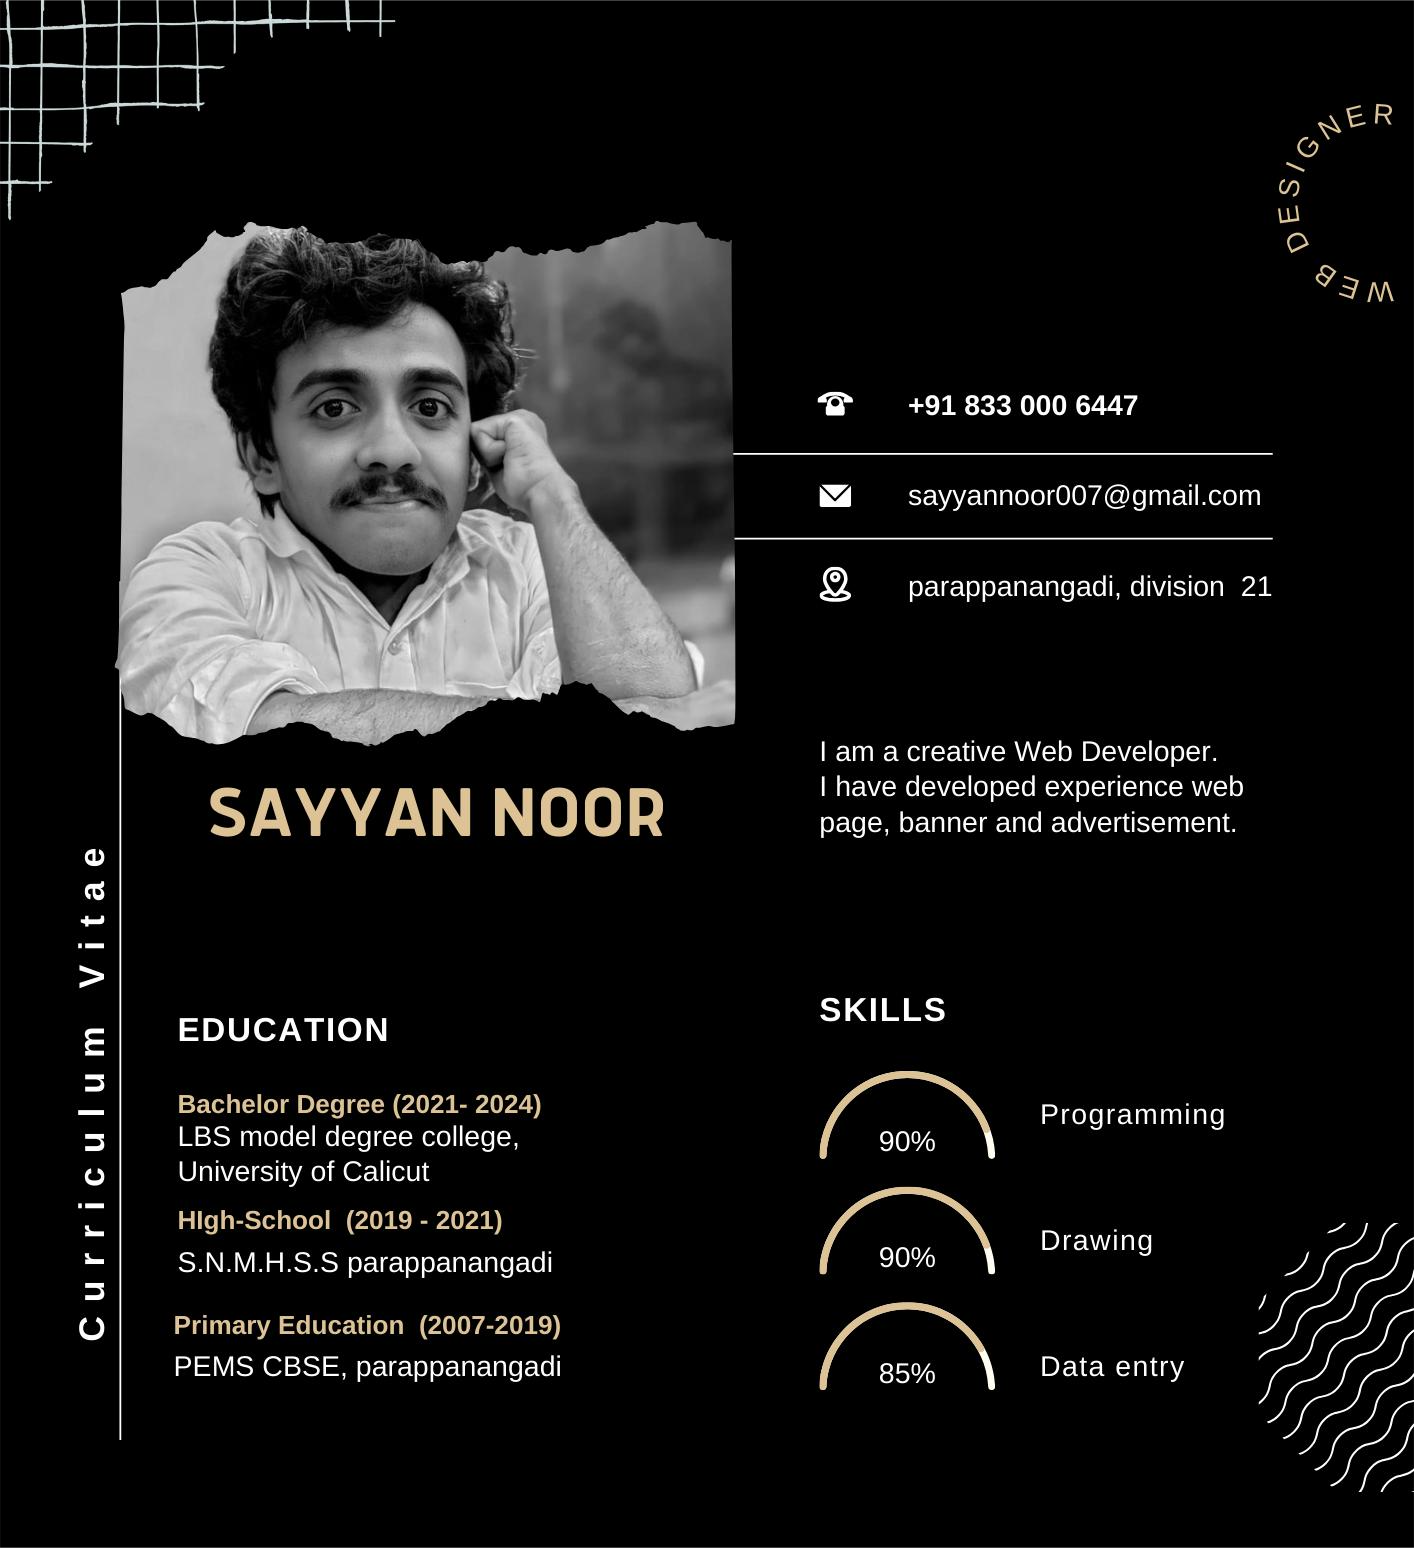 WEB DESIGNER
+91 833 000 6447
sayyannoor007@gmail.com
parappanangadi, division  21
SAYYAN NOOR
I am a creative Web Developer.
I have developed experience web
page, banner and advertisement.
Curriculum Vitae
EDUCATION
Bachelor Degree (2021- 2024)
LBS model degree college,
University of Calicut
HIgh-School  (2019 - 2021)
S.N.M.H.S.S parappanangadi
Primary Education  (2007-2019)
PEMS CBSE, parappanangadi
SKILLS
90%
Programming
90%
Drawing
85%
Data entry